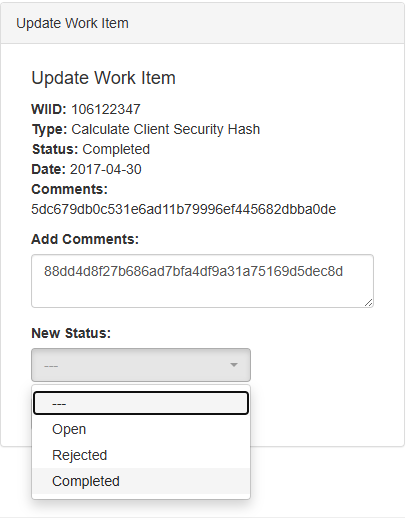 Update Work Item
Update Work Item
WIID: 106122347
Type: Calculate Client Security Hash
Status: Completed
Date: 2017-04-30
Comments:
5dc679db0c531e6ad11b79996ef445682dbba0de
Add Comments:
88dd4d8f27b686ad7bfa4df9a31a75169d5dec8d
New Status:
---
---
Open
Rejected
Completed